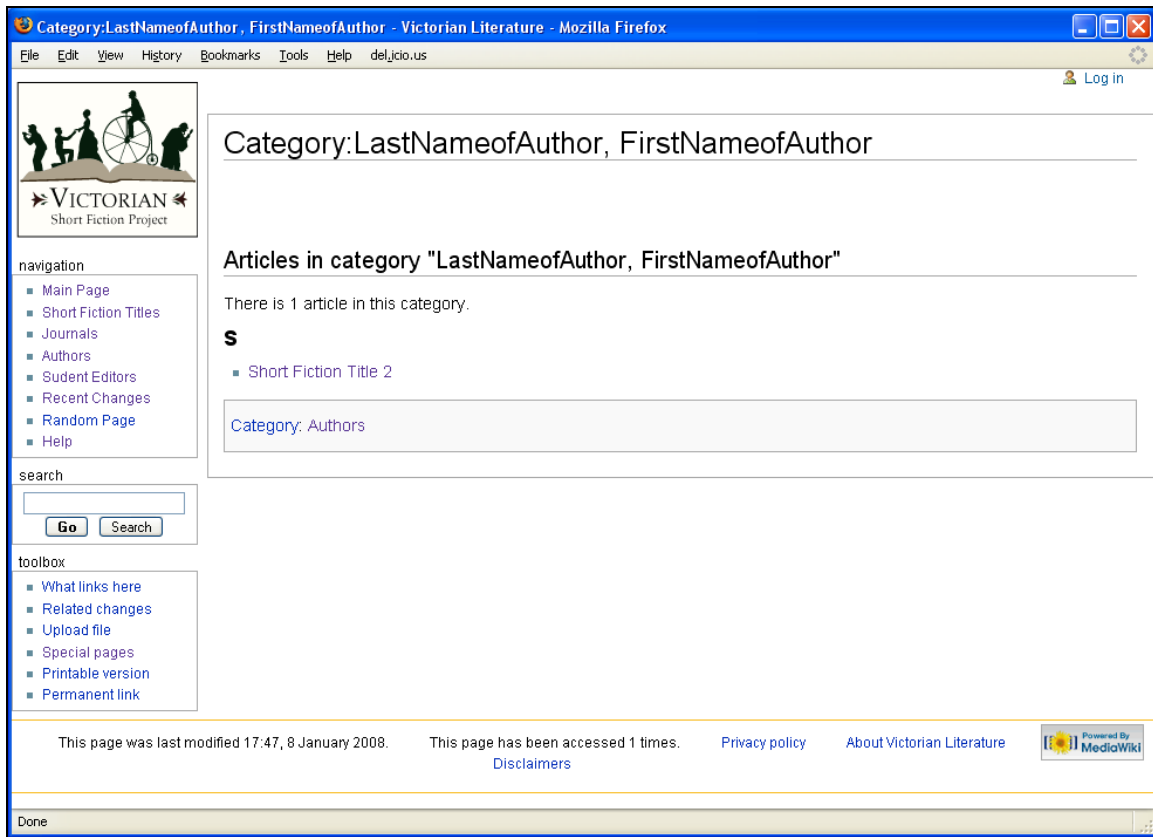 Category:LastNameofAuthor, FirstNameofAuthor - Victorian Literature - Mozilla Firefox
File Edit View History Bookmarks Tools Help del.icio.us
Log in
VICTORIAN
Short Fiction Project
navigation
Main Page
Short Fiction Titles
Journals
Authors
Sudent Editors
Recent Changes
Random Page
Help
search
Go Search
toolbox
What links here
Related changes
Upload file
Special pages
Printable version
Permanent link
Category:LastNameofAuthor, FirstNameofAuthor
Articles in category "LastNameofAuthor, FirstNameofAuthor"
There is 1 article in this category.
S
Short Fiction Title 2
Category: Authors
This page was last modified 17:47, 8 January 2008. This page has been accessed 1 times. Privacy policy About Victorian Literature
Disclaimers
Powered By
MediaWiki
Done